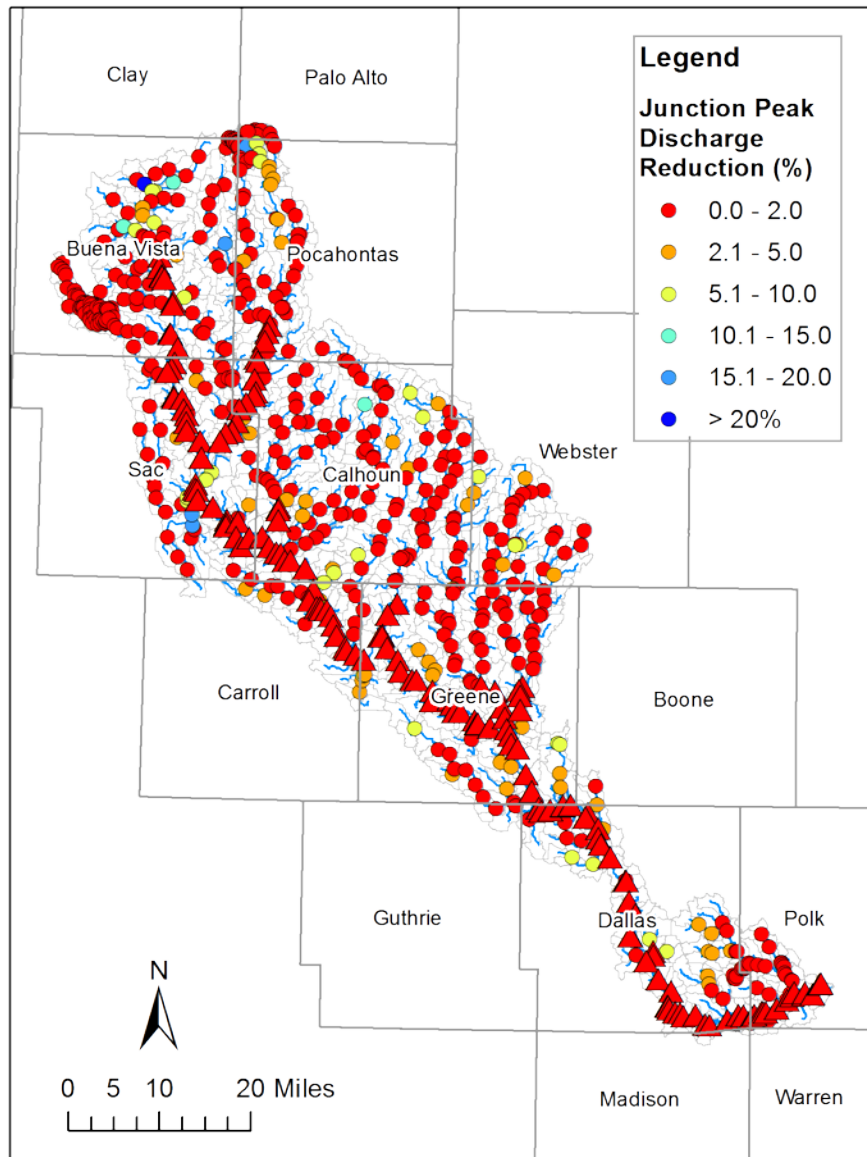 Clay
Palo Alto
Legend
Junction Peak
Discharge
Reduction (%)
0.0 - 2.0
2.1 - 5.0
5.1 - 10.0
10.1 - 15.0
15.1 - 20.0
> 20%
Buena Vista
Pocahontas
Sac
Calhoun
Webster
Carroll
Greene
Boone
Guthrie
Dallas
Polk
N
0 5 10 20 Miles
Madison
Warren